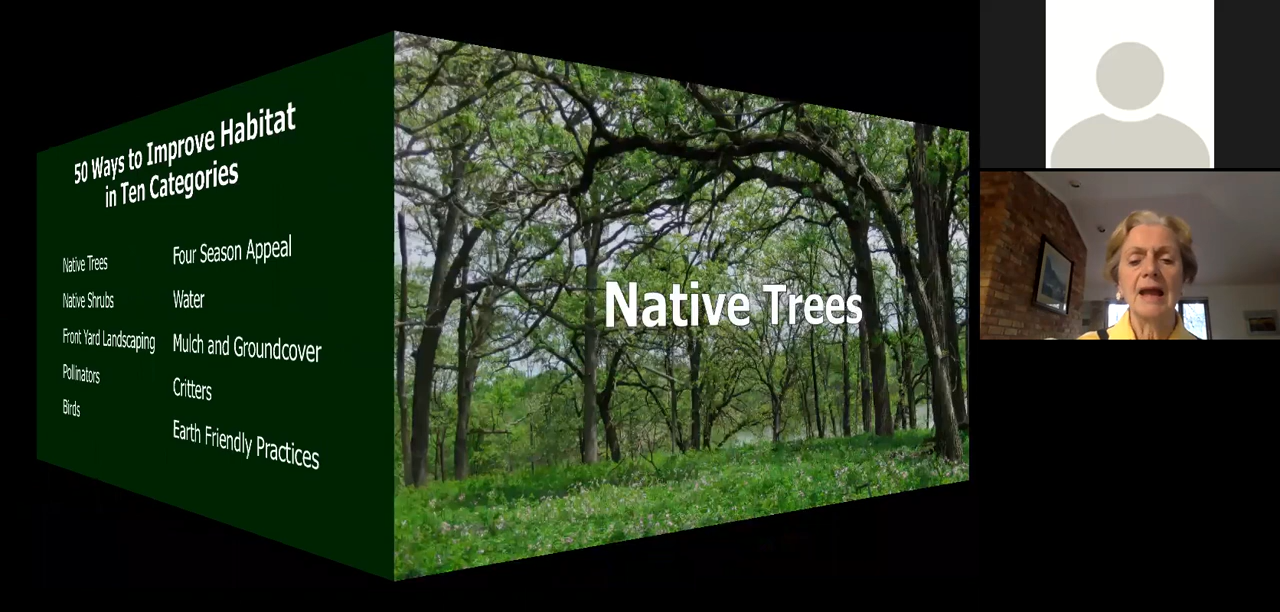 50 Ways to Improve Habitat
in Ten Categories
Native Trees
Native Shrubs
Front Yard Landscaping
Pollinators
Birds
Four Season Appeal
Water
Mulch and Groundcover
Critters
Earth Friendly Practices
Native Trees